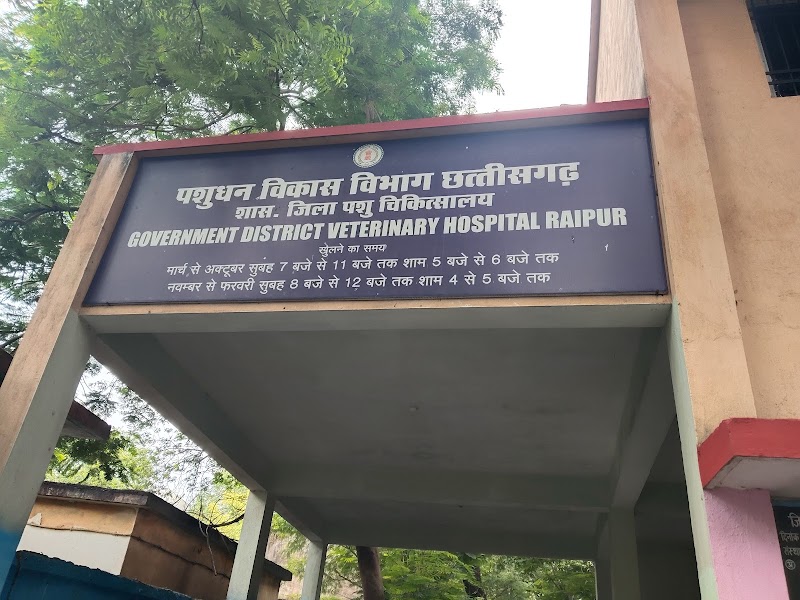 पशुधन विकास विभाग छत्तीसगढ़
शास. जिला पशु चिकित्सालय
GOVERNMENT DISTRICT VETERINARY HOSPITAL RAIPUR
खुलने का समय
मार्च से अक्टूबर सुबह 7 बजे से 11 बजे तक शाम 5 बजे से 6 बजे तक
नवम्बर से फरवरी सुबह 8 बजे से 12 बजे तक शाम 4 से 5 बजे तक
दिनांक